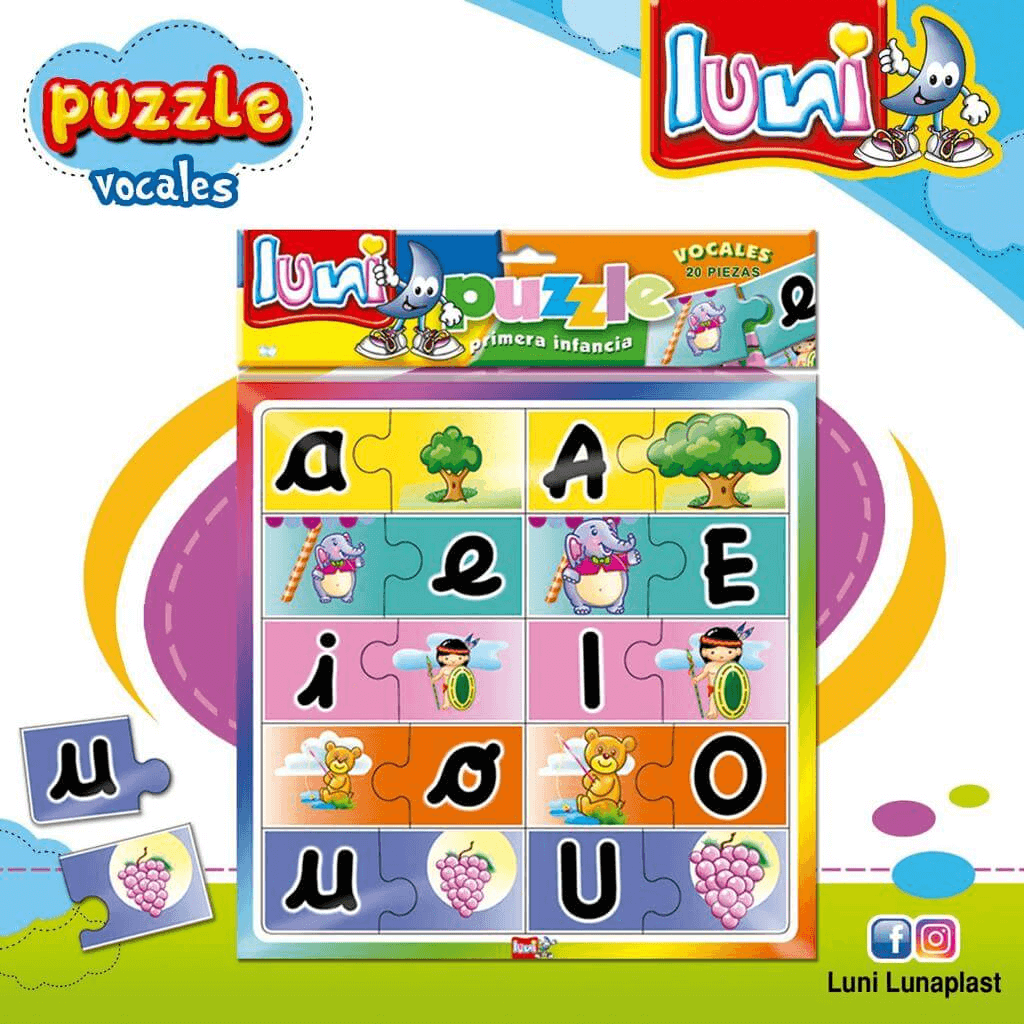 puzzle
vocales
luni
luni
puzzle
primera infancia
VOCALES
20 PIEZAS
e
a A
e E
i I
o O
u U
u
luni
Luni Lunaplast